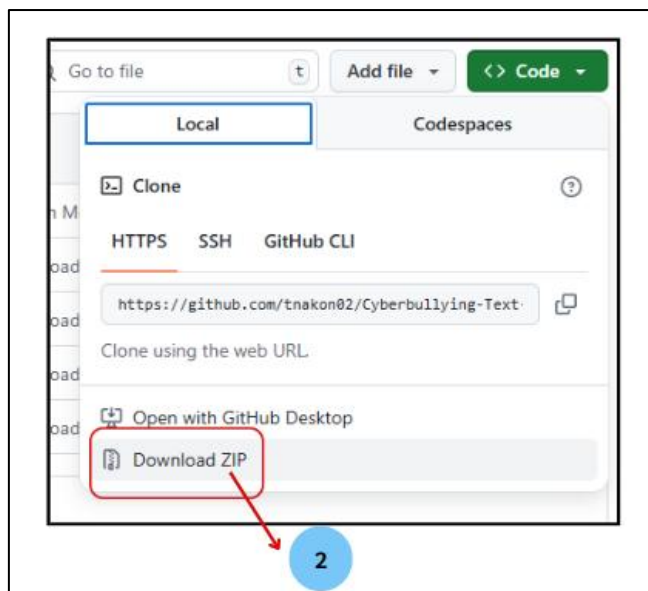 Go to file t Add file <> Code
Local Codespaces
Clone
HTTPS SSH GitHub CLI
https://github.com/tnakon02/Cyberbullying-Text-
Clone using the web URL.
Open with GitHub Desktop
Download ZIP
2